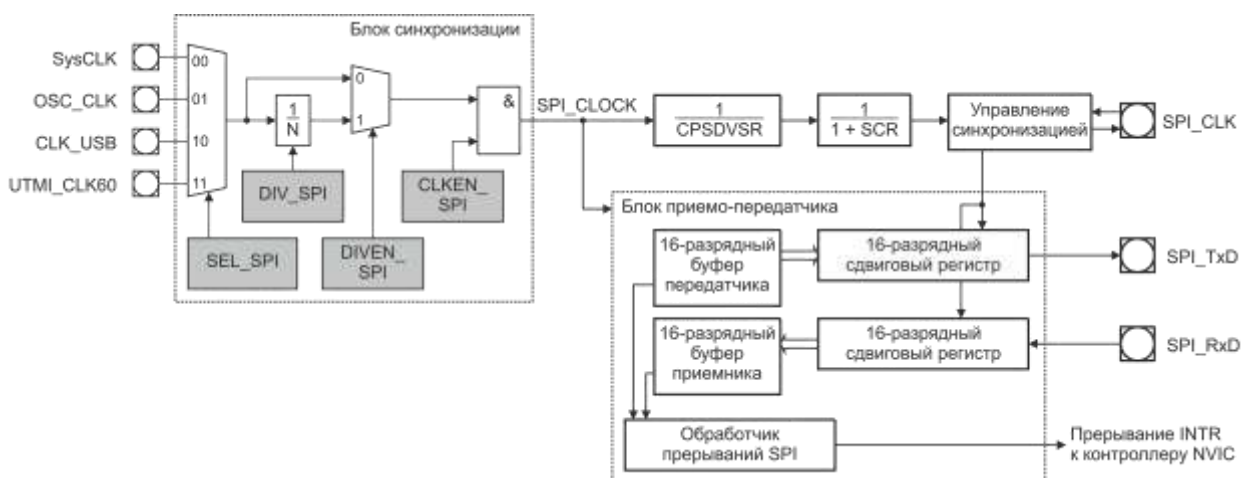 Блок синхронизации
SysCLK
OSC_CLK
CLK_USB
UTMI_CLK60
00
01
10
11
1
N
0
1
&
DIV_SPI
CLKEN_
SPI
SEL_SPI
DIVEN_
SPI
SPI_CLOCK
1
CPSDVSR
1
1 + SCR
Управление
синхронизацией
SPI_CLK
Блок приемо-передатчика
16-разрядный
буфер
передатчика
16-разрядный
сдвиговый регистр
SPI_TxD
16-разрядный
буфер
приемника
16-разрядный
сдвиговый регистр
SPI_RxD
Обработчик
прерываний SPI
Прерывание INTR
к контроллеру NVIC